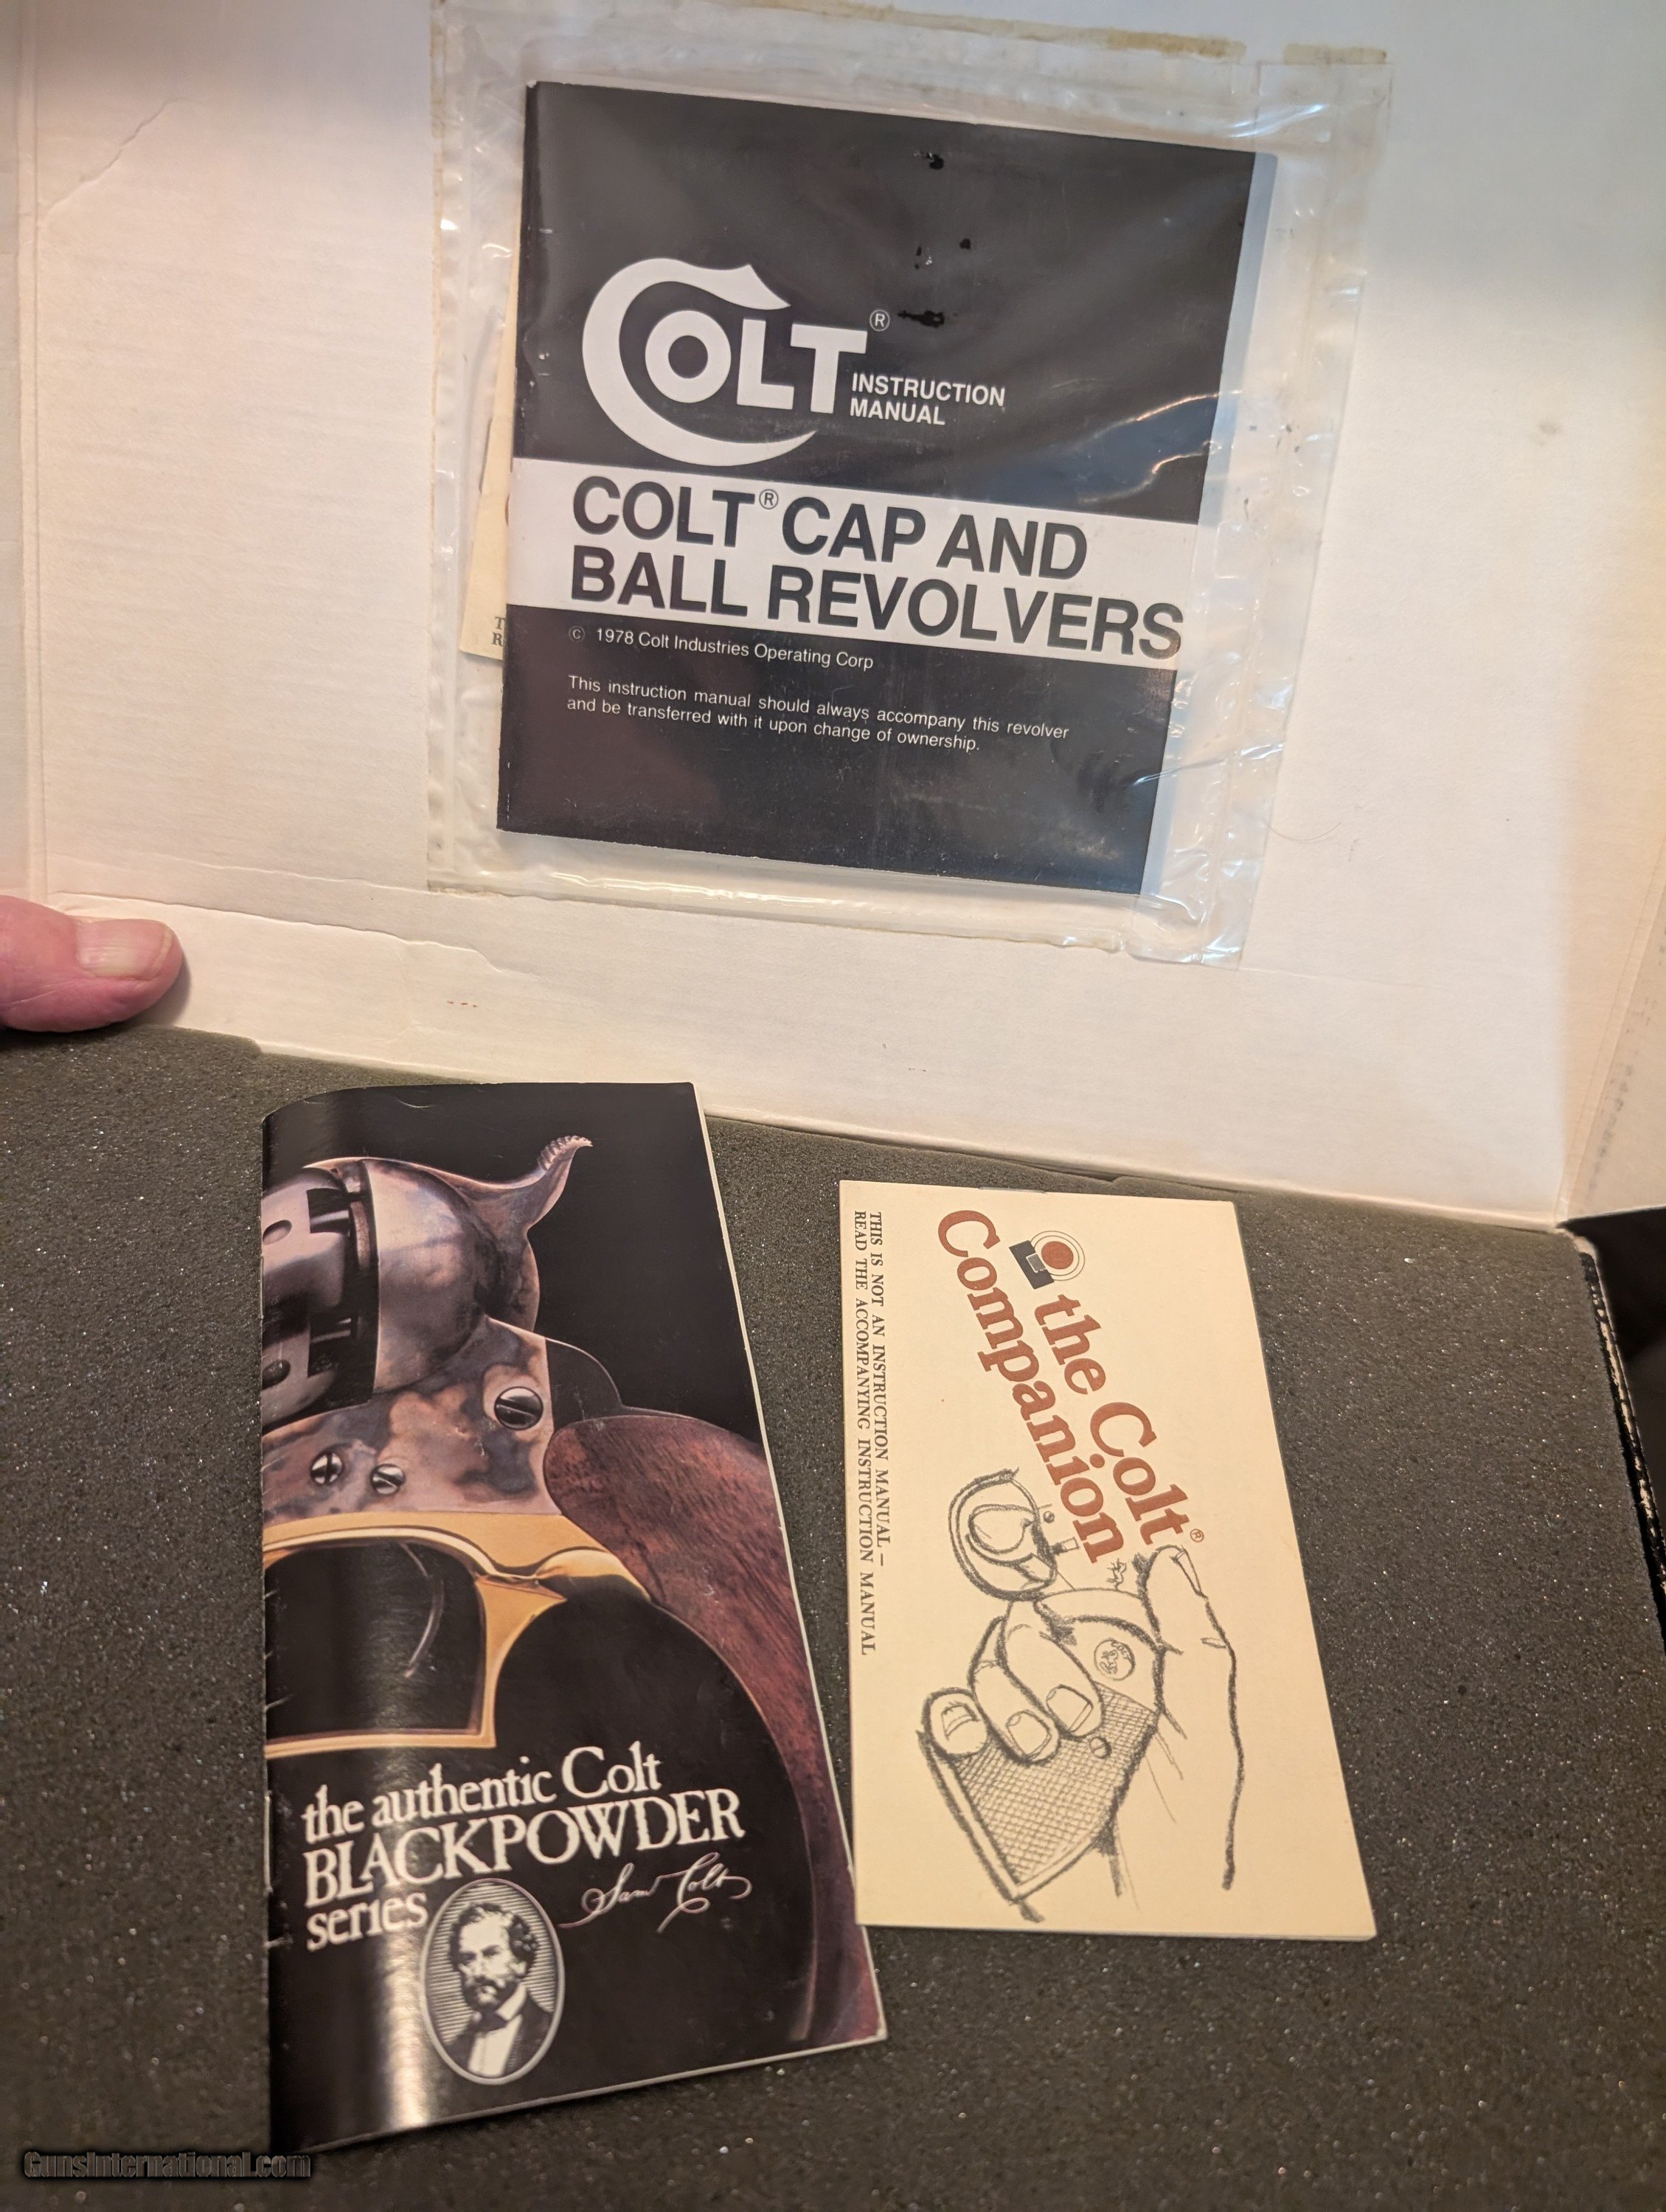 COLT®
INSTRUCTION
MANUAL
COLT® CAP AND
BALL REVOLVERS
© 1978 Colt Industries Operating Corp
This instruction manual should always accompany this revolver
and be transferred with it upon change of ownership.
T
R
the authentic Colt
BLACKPOWDER
series
Sam Colt
the Colt®
Companion
THIS IS NOT AN INSTRUCTION MANUAL –
READ THE ACCOMPANYING INSTRUCTION MANUAL
GunsInternational.com